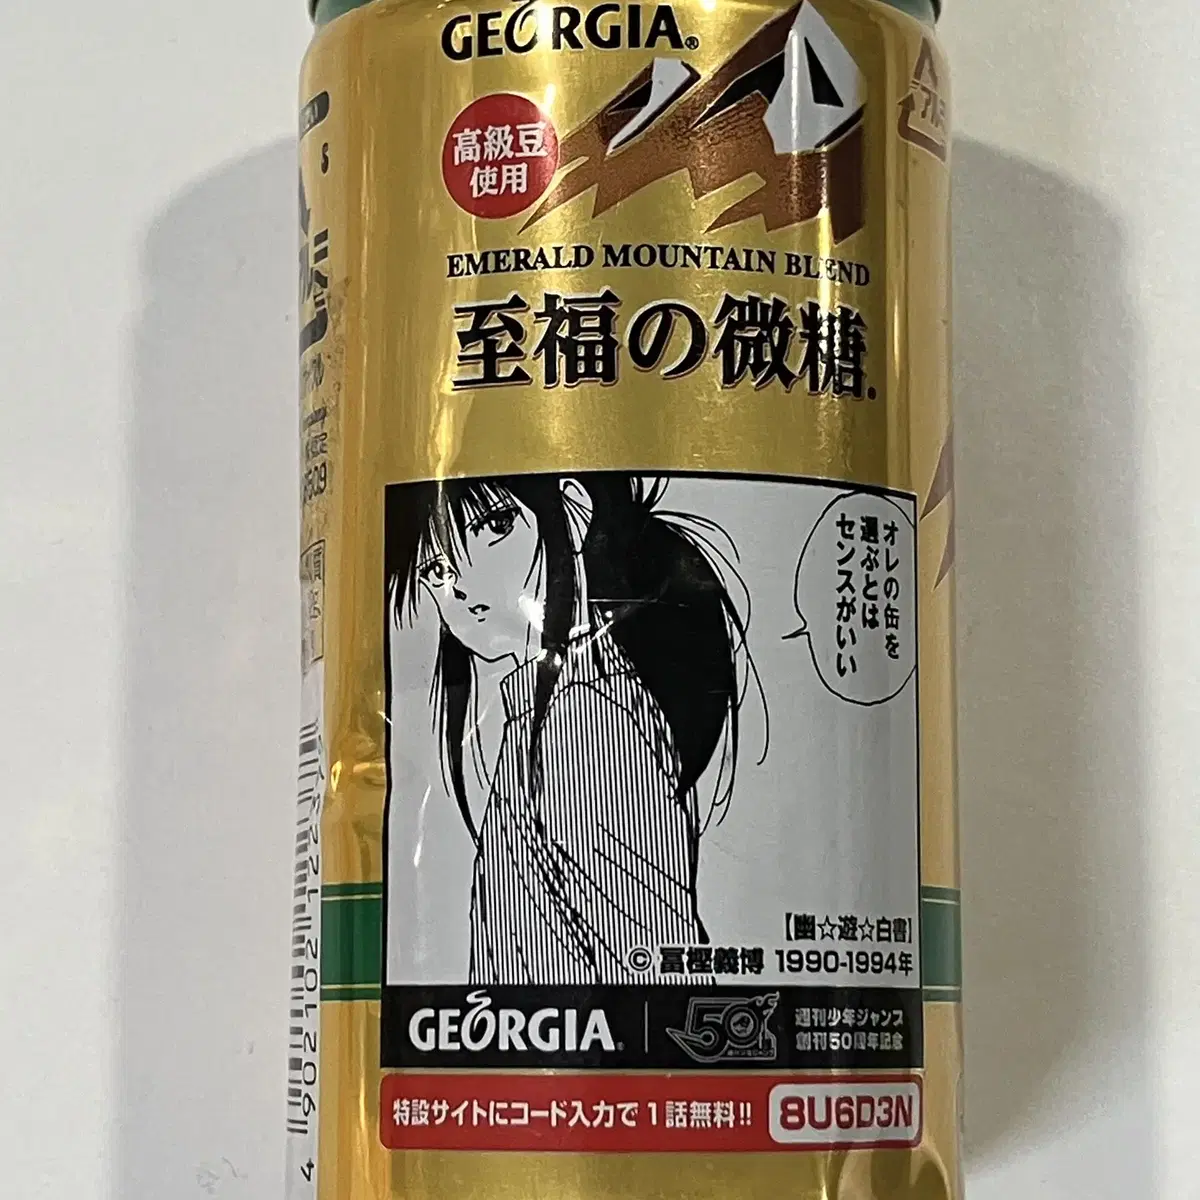 GEORGIA®
高級豆
使用
EMERALD MOUNTAIN BLEND
至福の微糖
オレの缶を
選ぶとは
センスがいい
【幽☆遊☆白書】
© 冨樫義博 1990-1994年
GEORGIA
50th
週刊少年ジャンプ
創刊50周年記念
特設サイトにコード入力で1話無料!!
8U6D3N